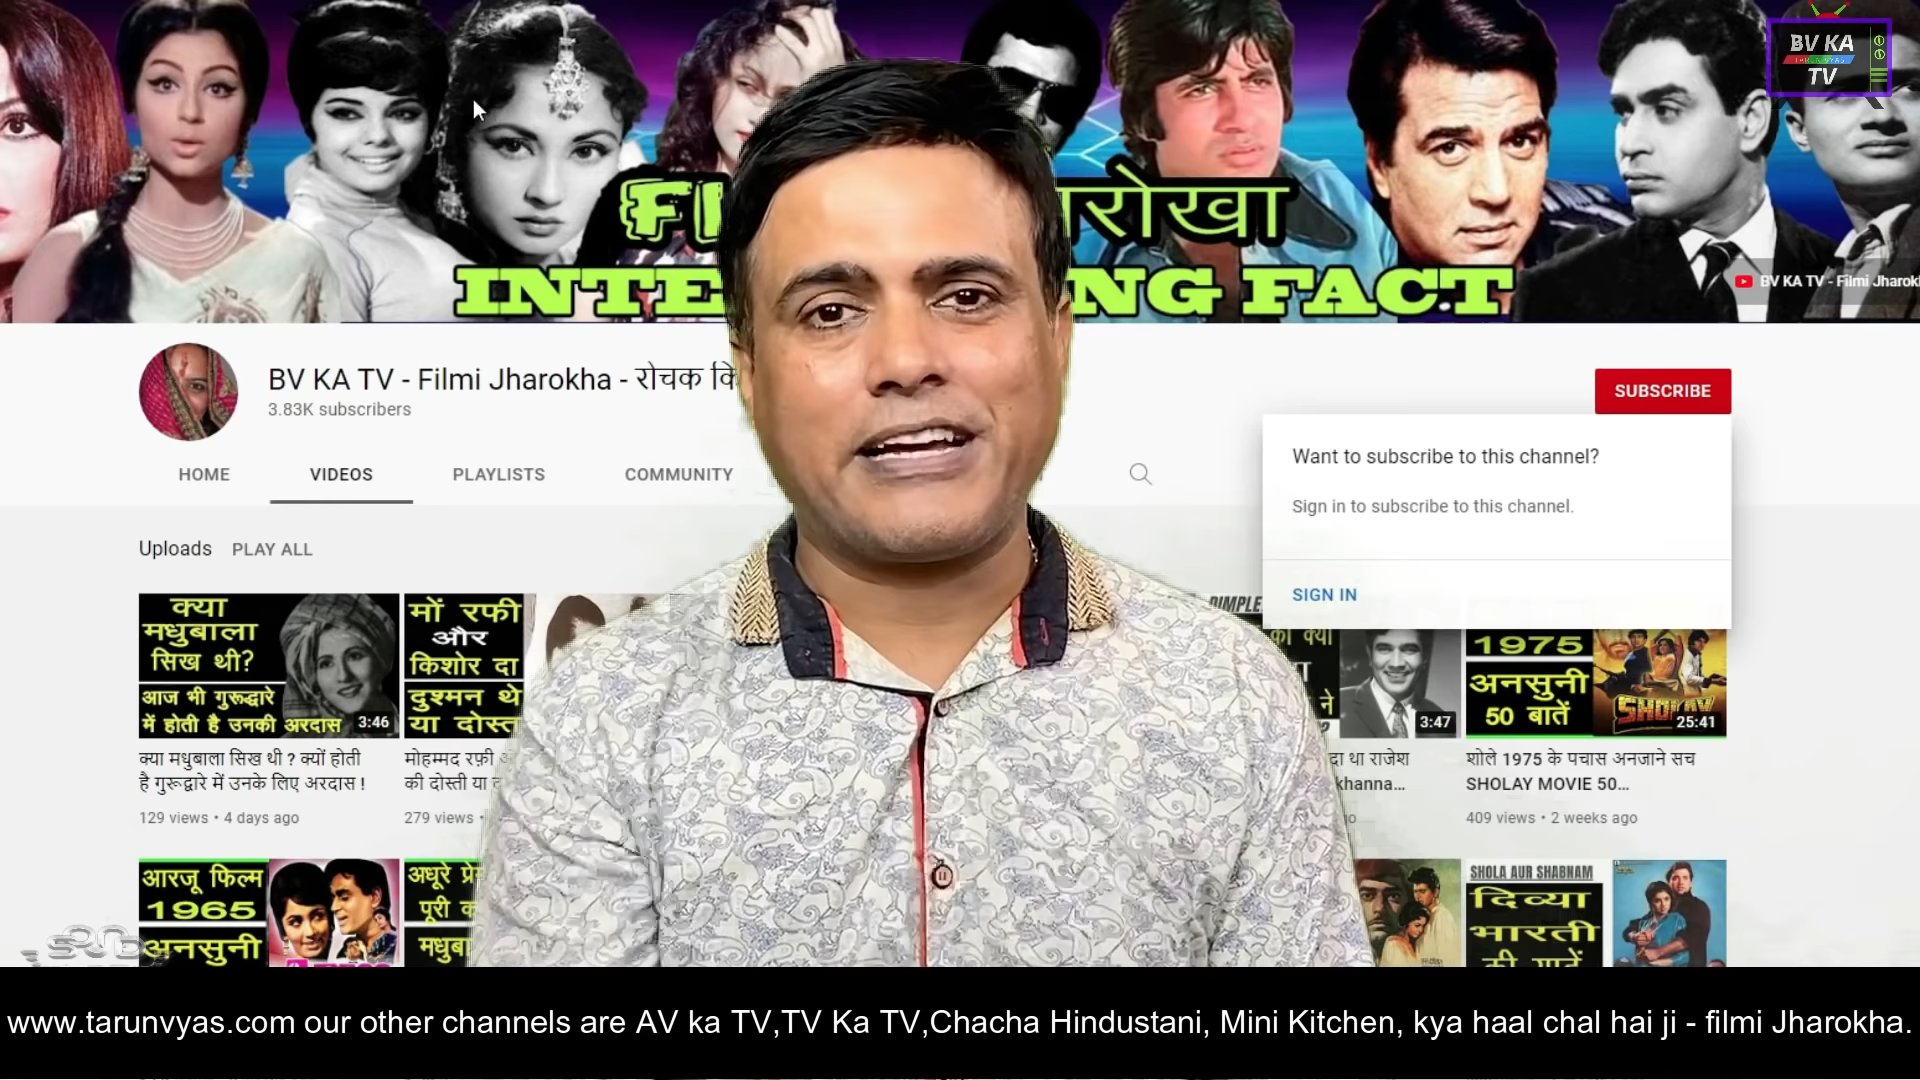 BV KA
TARUN VYAS
TV
रोखा
INTE NG FACT
BV KA TV - Filmi Jharokh
BV KA TV - Filmi Jharokha - रोचक
3.83K subscribers
SUBSCRIBE
Want to subscribe to this channel?
Sign in to subscribe to this channel.
SIGN IN
HOME VIDEOS PLAYLISTS COMMUNITY
Uploads PLAY ALL
क्या
मधुबाला
सिख थी?
आज भी गुरूद्धारे
में होती है उनकी अरदास
3:46
मों रफी
और
किशोर दा
दुश्मन थे
या दोस्त
DIMPLE
को क्या
ने
3:47
1975
अनसुनी
50 बातें
SHOLAY
25:41
क्या मधुबाला सिख थी ? क्यों होती
है गुरूद्वारे में उनके लिए अरदास !
129 views • 4 days ago
मोहम्मद रफ़ी
की दोस्ती या
279 views •
था राजेश
khanna...
शोले 1975 के पचास अनजाने सच
SHOLAY MOVIE 50...
409 views • 2 weeks ago
आरजू फिल्म
1965
अनसुनी
अधूरे प्रे
पूरी क
मधुबा
SHOLA AUR SHABNAM
दिव्या
भारती
की यादें
www.tarunvyas.com our other channels are AV ka TV,TV Ka TV,Chacha Hindustani, Mini Kitchen, kya haal chal hai ji - filmi Jharokha.